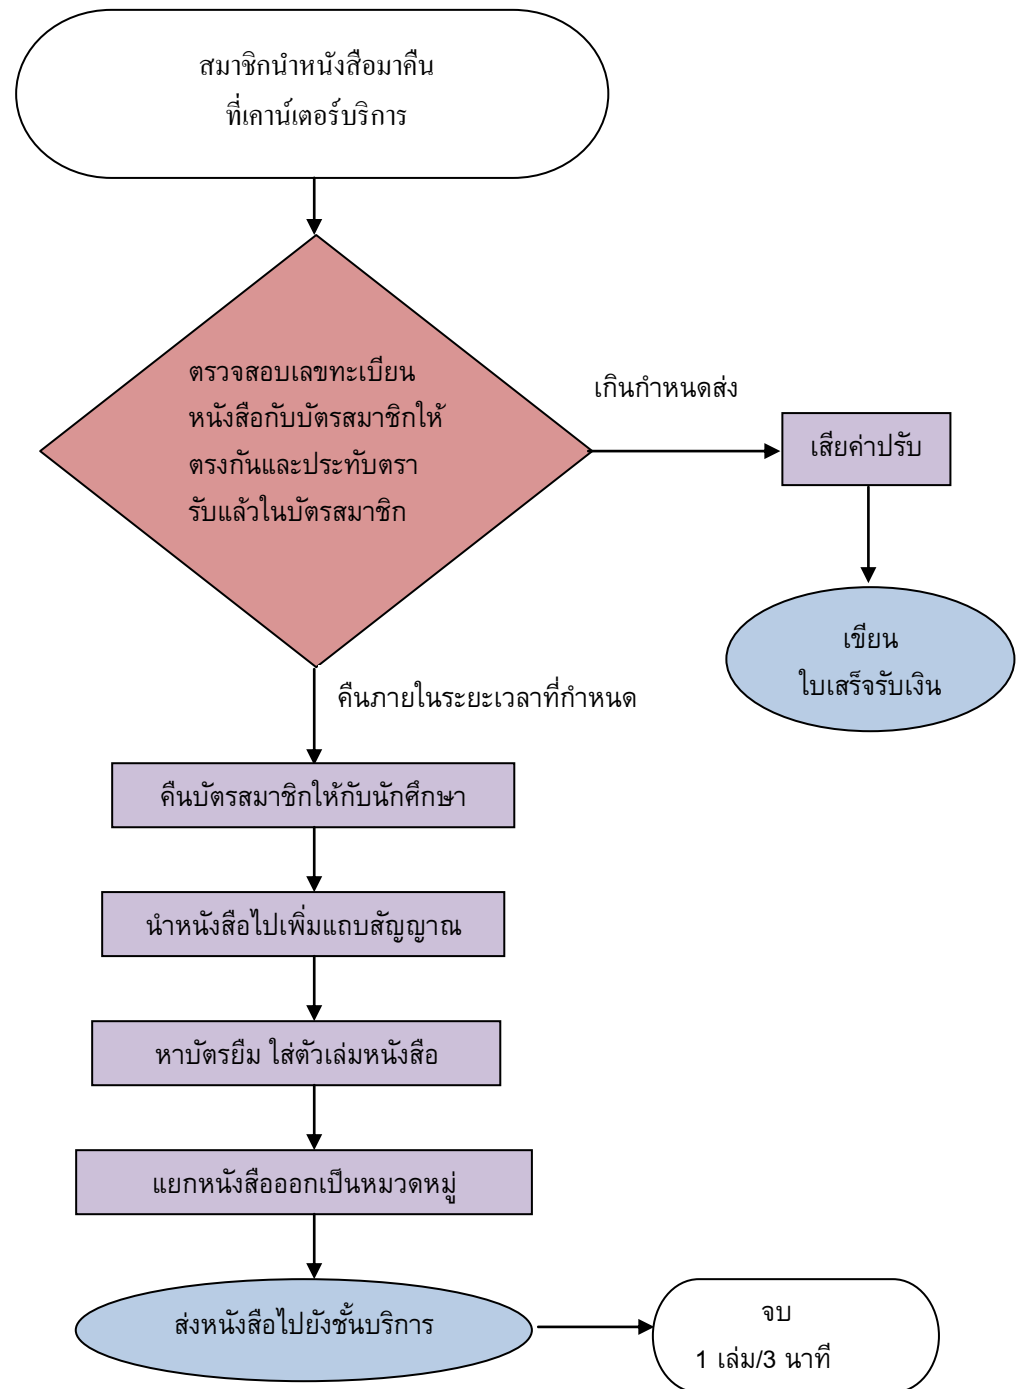 สมาชิกนำหนังสือมาคืน
ที่เคาน์เตอร์บริการ
ตรวจสอบเลขทะเบียน
หนังสือกับบัตรสมาชิกให้
ตรงกันและประทับตรา
รับแล้วในบัตรสมาชิก
เกินกำหนดส่ง
เสียค่าปรับ
เขียน
ใบเสร็จรับเงิน
คืนภายในระยะเวลาที่กำหนด
คืนบัตรสมาชิกให้กับนักศึกษา
นำหนังสือไปเพิ่มแถบสัญญาณ
หาบัตรยืม ใส่ตัวเล่มหนังสือ
แยกหนังสือออกเป็นหมวดหมู่
ส่งหนังสือไปยังชั้นบริการ
จบ
1 เล่ม/3 นาที